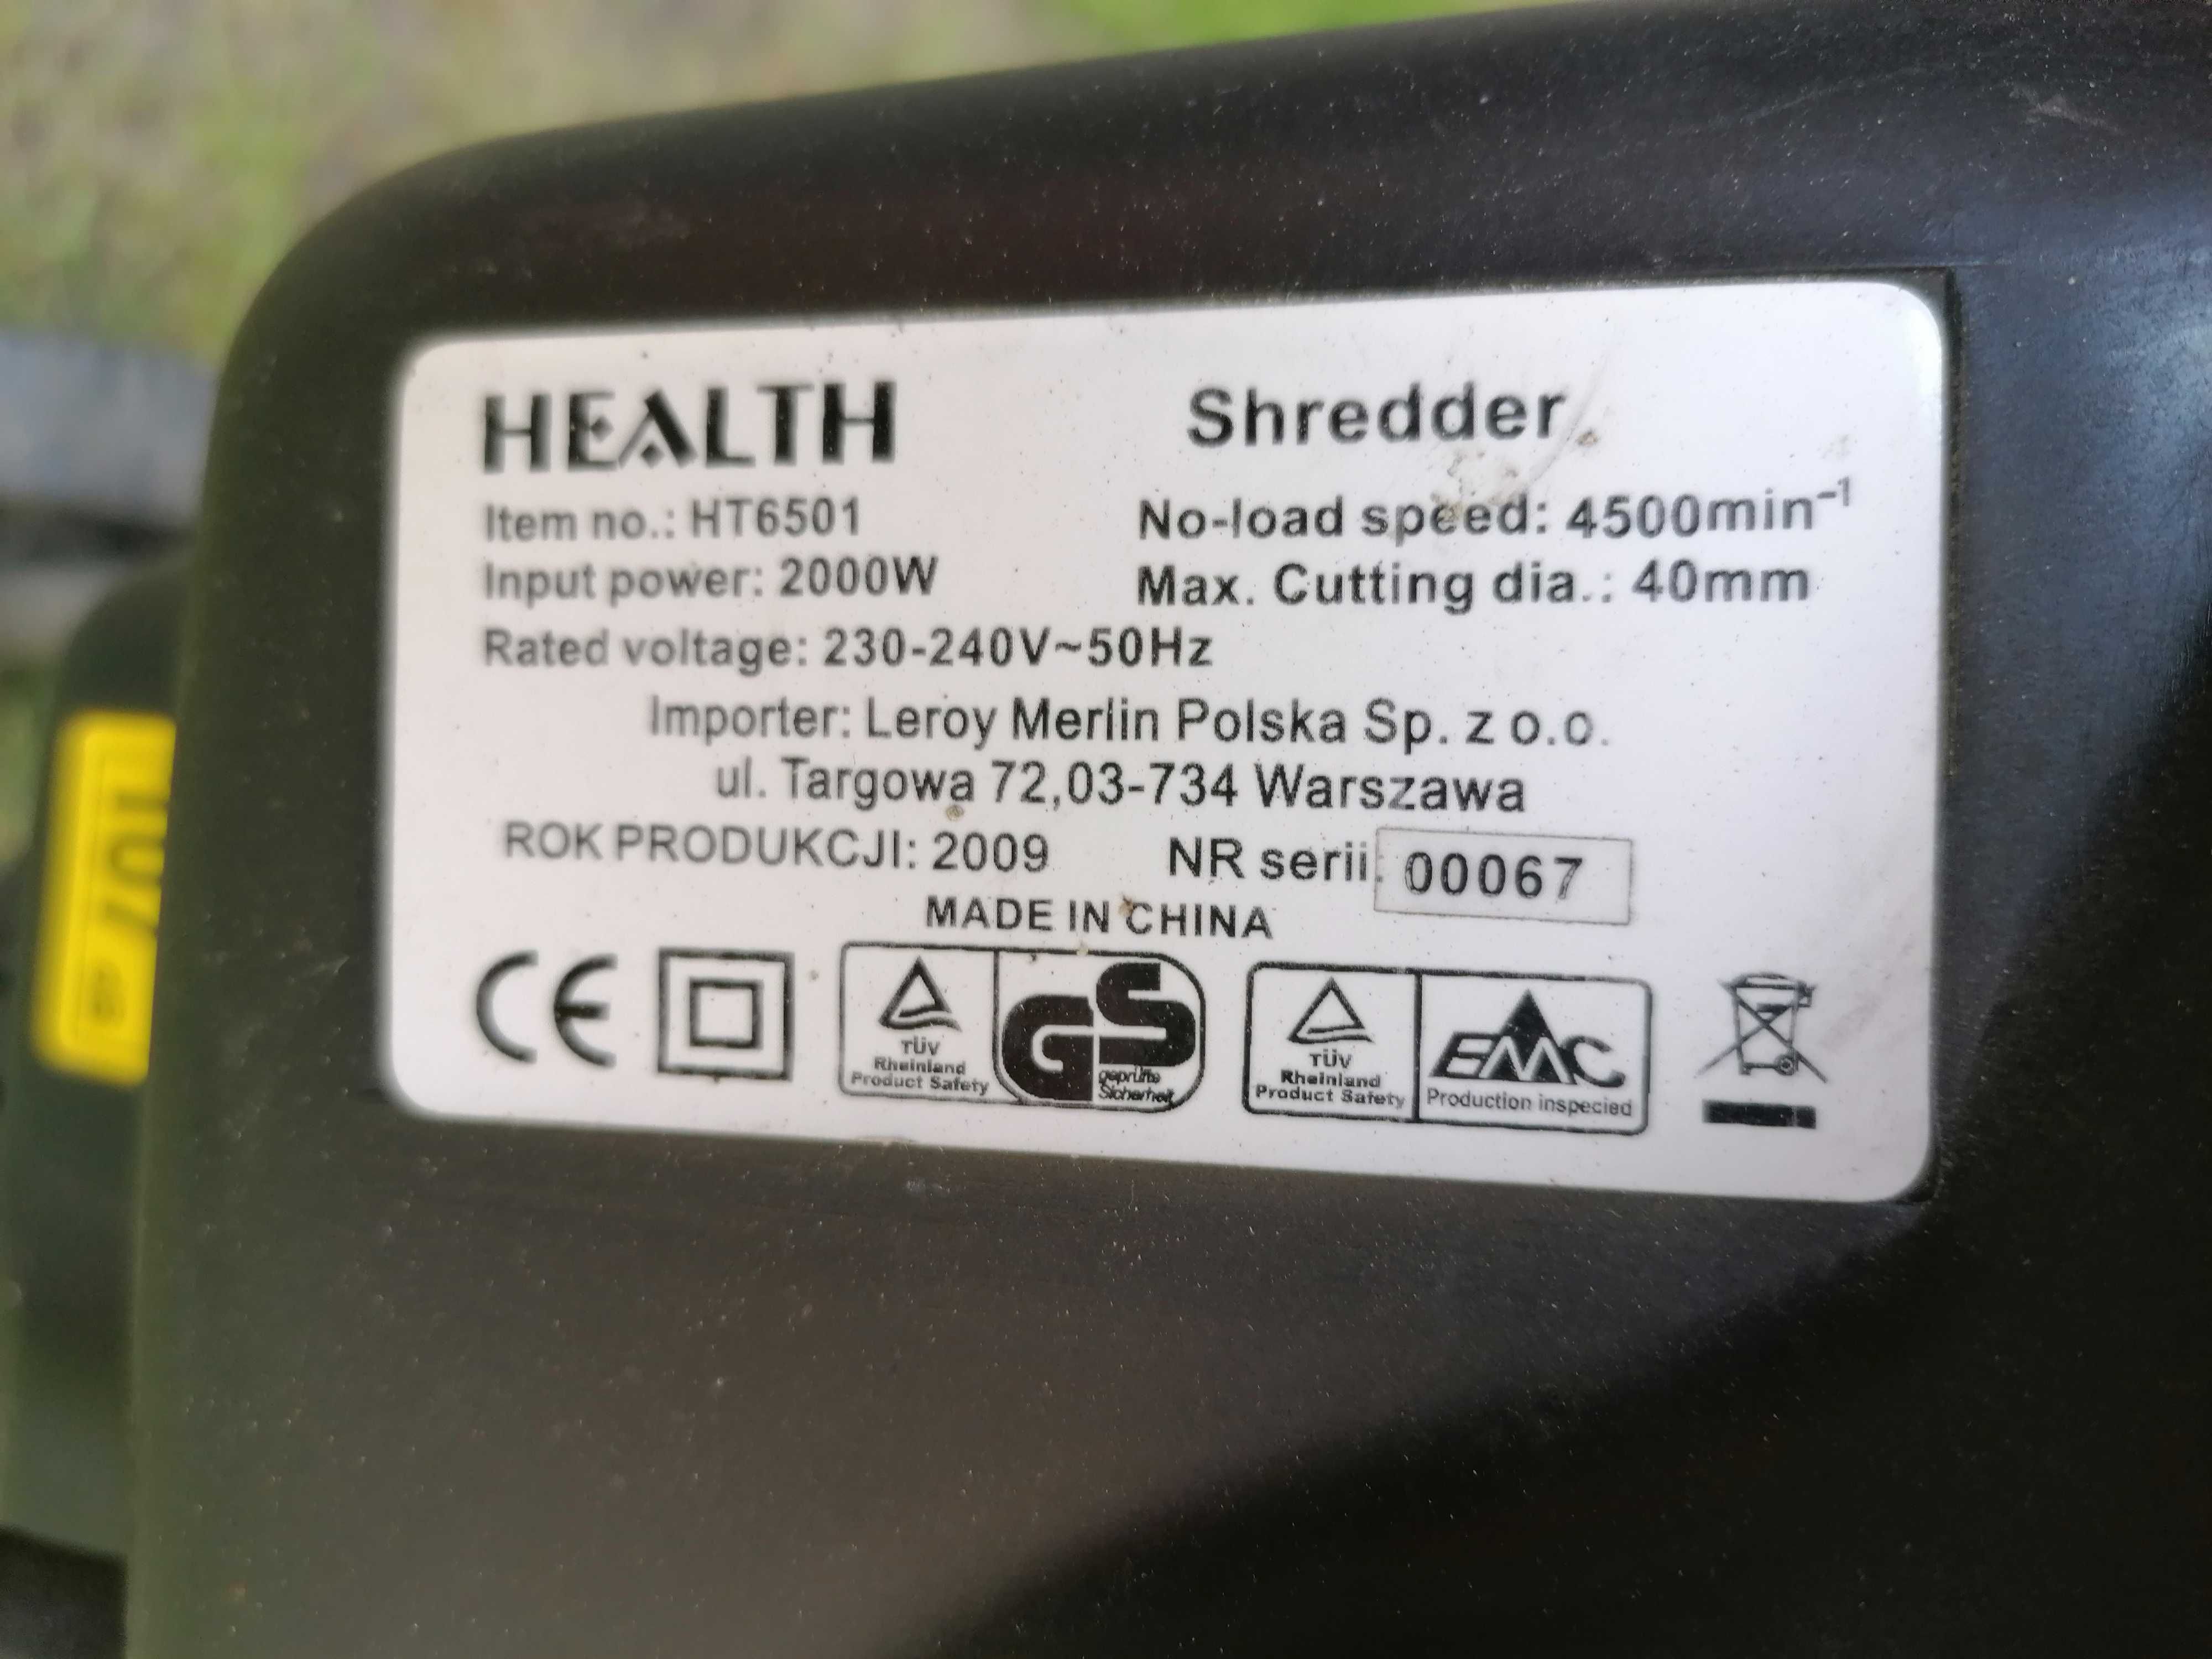 HEALTH
Shredder
Item no.: HT6501
No-load speed: 4500min⁻¹
Input power: 2000W
Max. Cutting dia.: 40mm
Rated voltage: 230-240V~50Hz
Importer: Leroy Merlin Polska Sp. z o.o.
ul. Targowa 72,03-734 Warszawa
ROK PRODUKCJI: 2009
NR serii: 00067
MADE IN CHINA
CE
TÜV
Rheinland
Product Safety
GS
geprüfte
Sicherheit
TÜV
Rheinland
Product Safety
EMC
Production inspecied
107